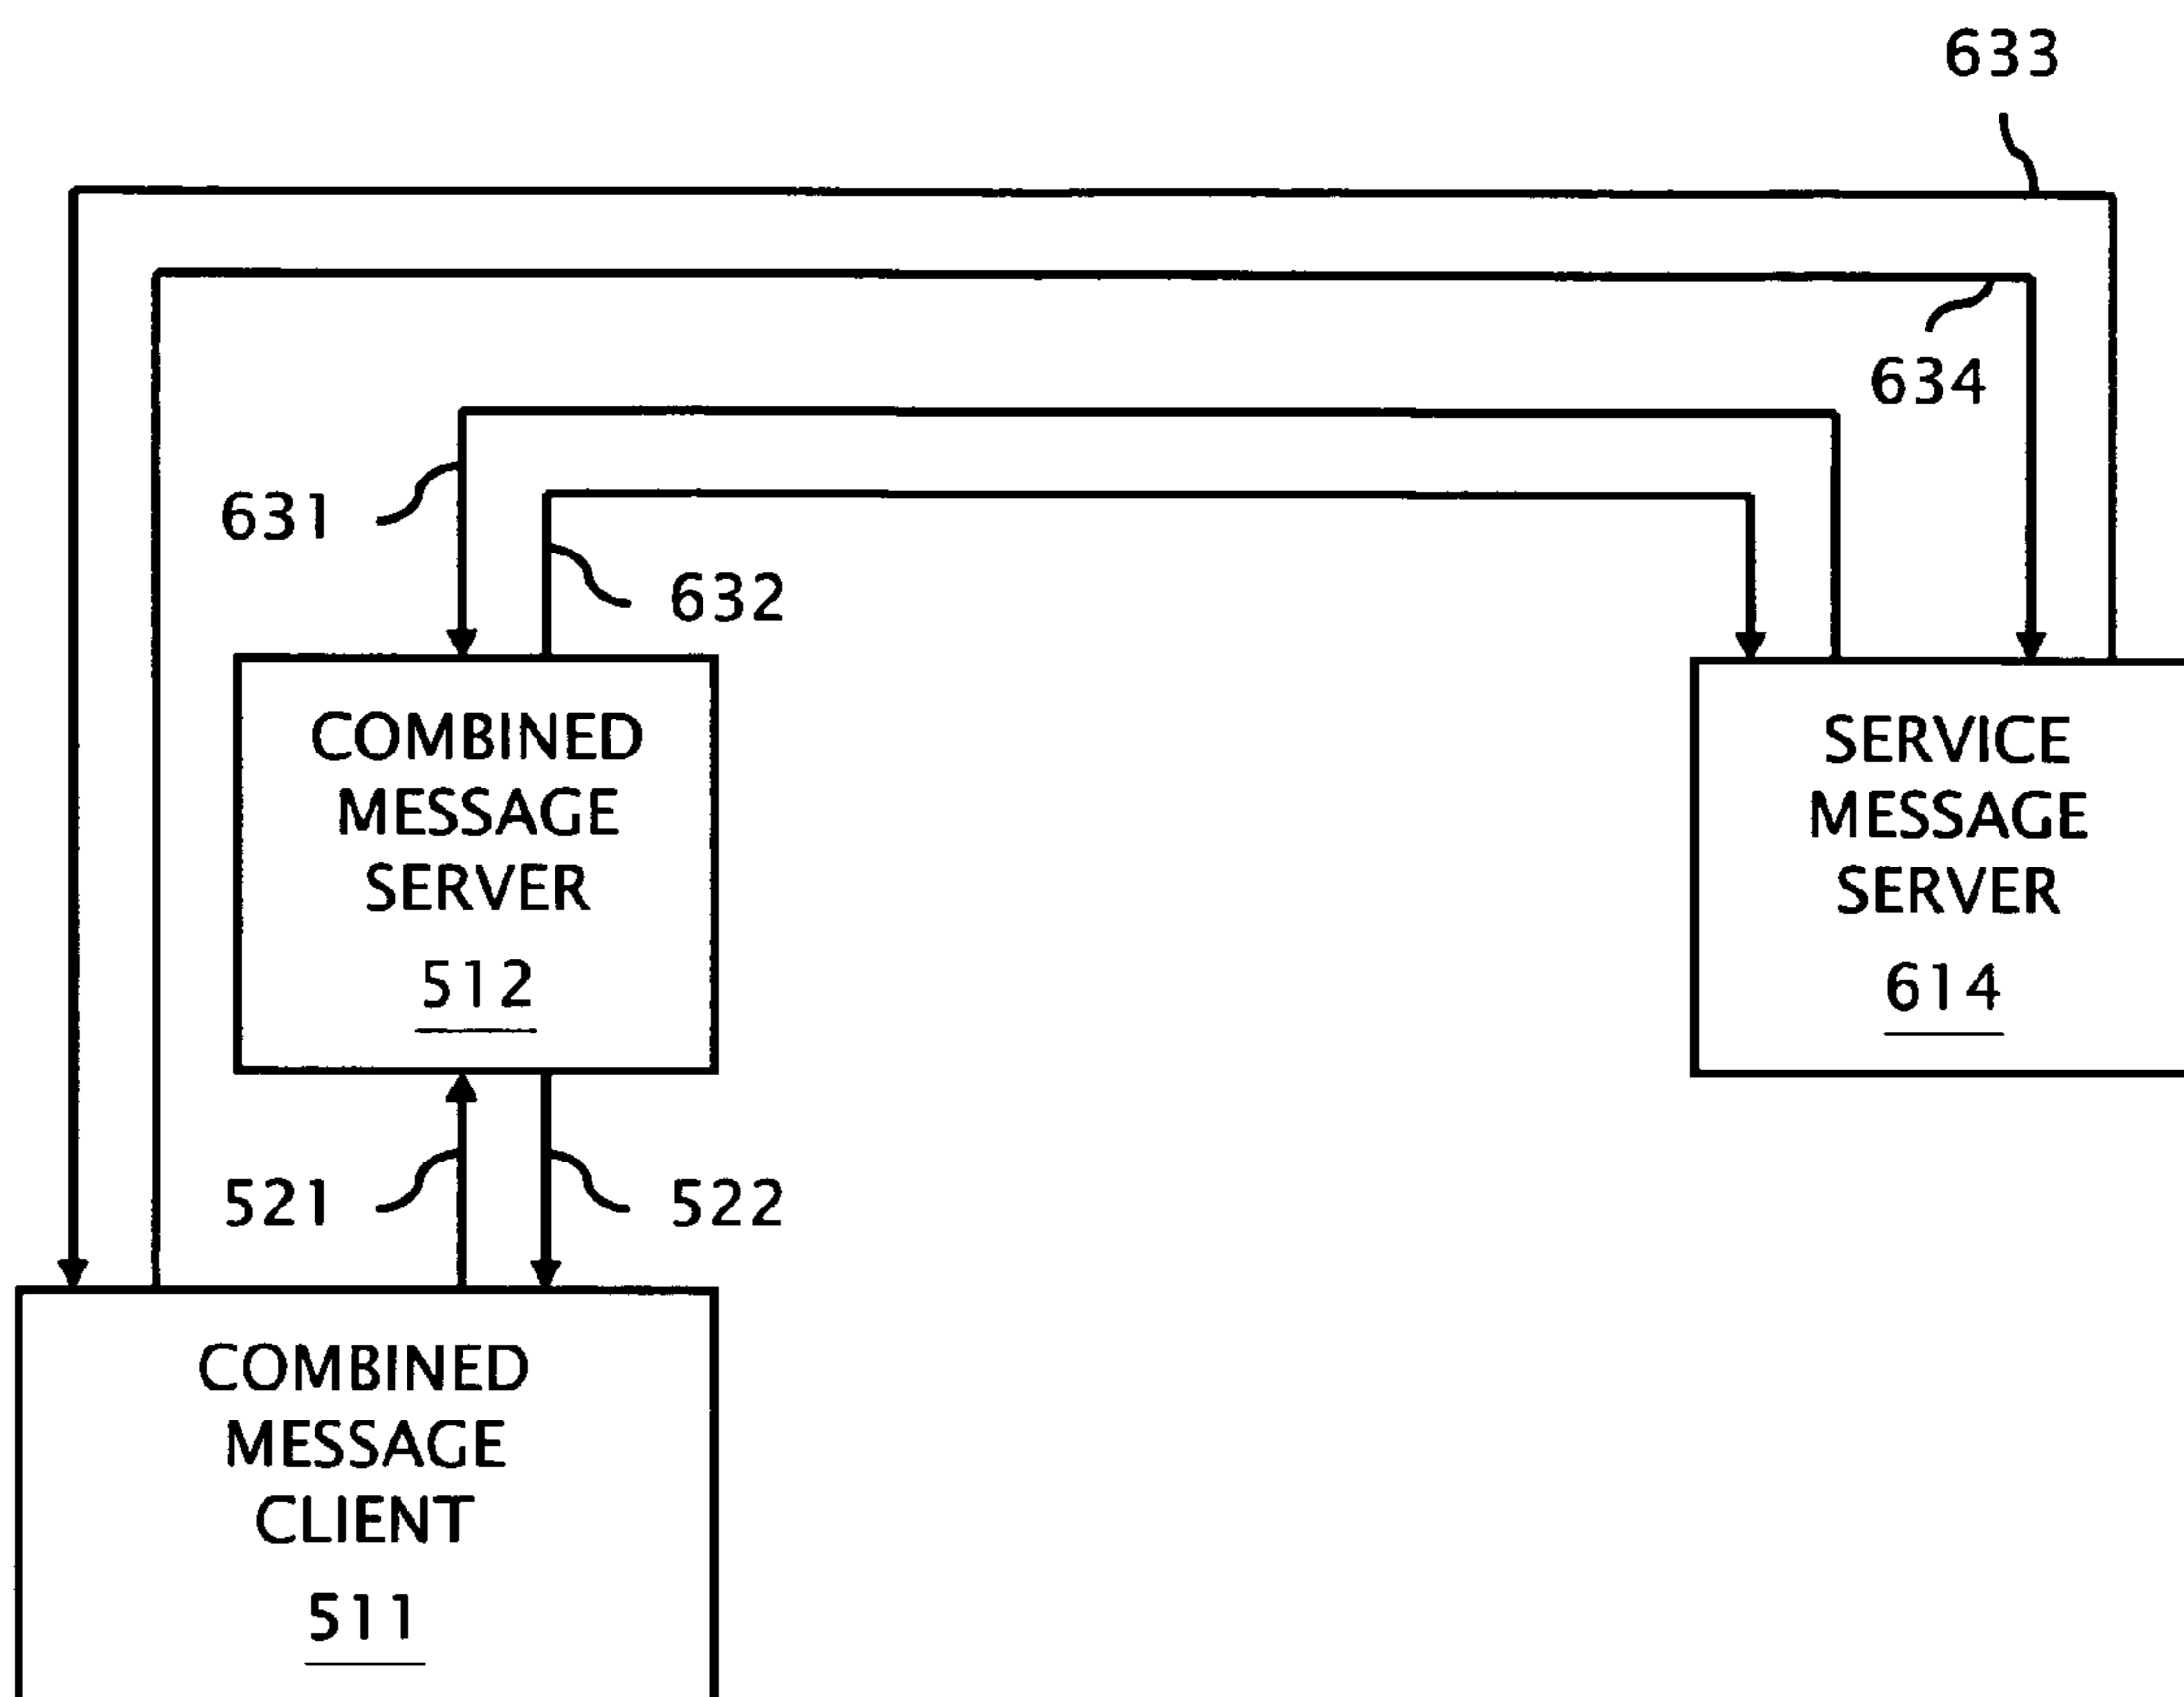 633
634
631
632
COMBINED
MESSAGE
SERVER
512
SERVICE
MESSAGE
SERVER
614
521
522
COMBINED
MESSAGE
CLIENT
511